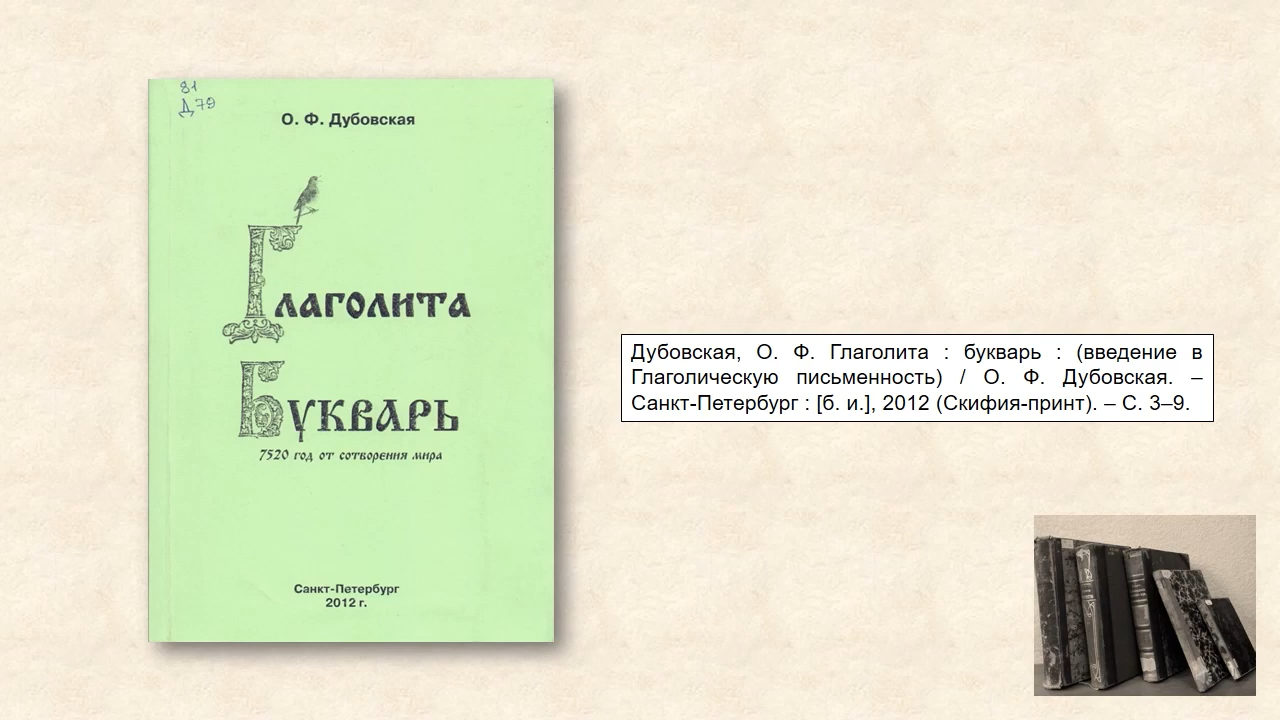 81
Д 79
О. Ф. Дубовская
Глаголита
Букварь
7520 год от сотворения мира
Санкт-Петербург
2012 г.
Дубовская, О. Ф. Глаголита : букварь : (введение в
Глаголическую письменность) / О. Ф. Дубовская. –
Санкт-Петербург : [б. и.], 2012 (Скифия-принт). – С. 3–9.